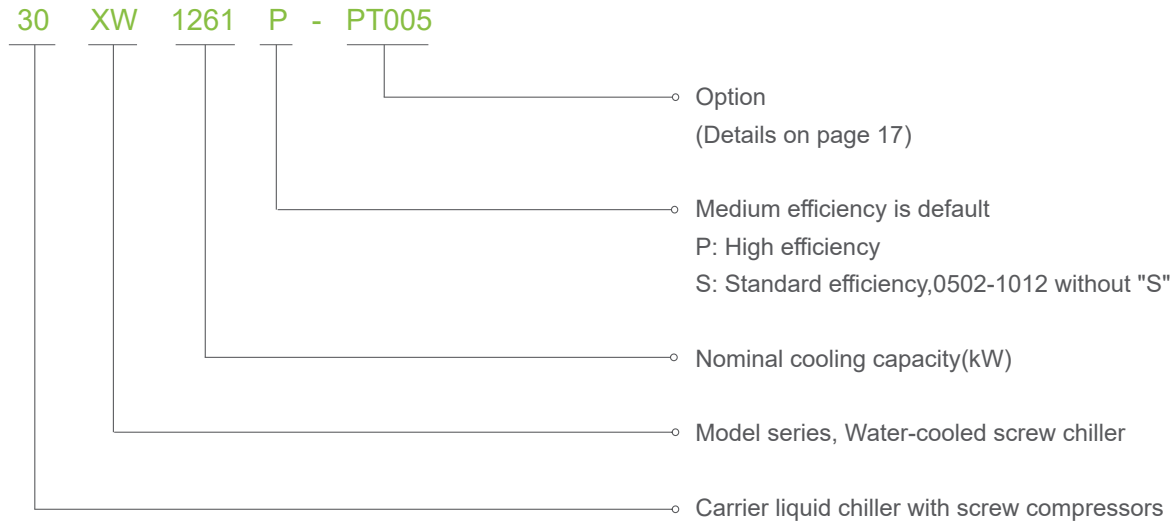 30 XW 1261 P - PT005
Option
(Details on page 17)
Medium efficiency is default
P: High efficiency
S: Standard efficiency,0502-1012 without "S"
Nominal cooling capacity(kW)
Model series, Water-cooled screw chiller
Carrier liquid chiller with screw compressors